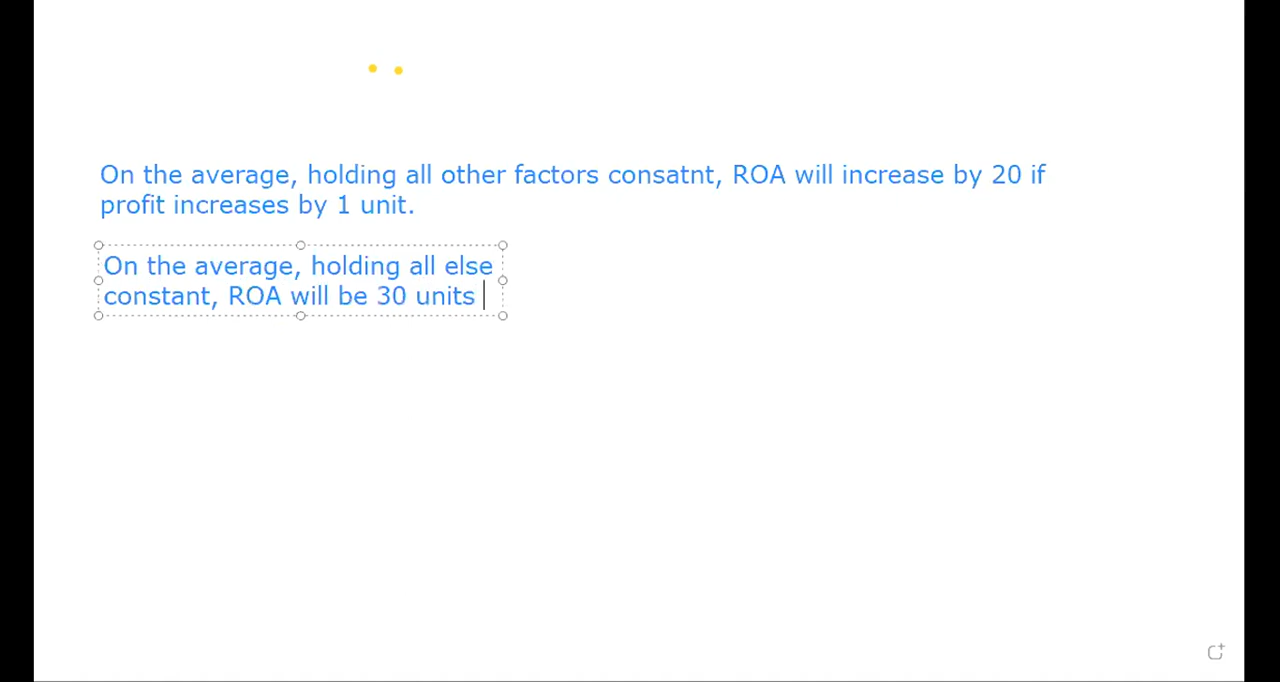 On the average, holding all other factors consatnt, ROA will increase by 20 if
profit increases by 1 unit.
On the average, holding all else
constant, ROA will be 30 units